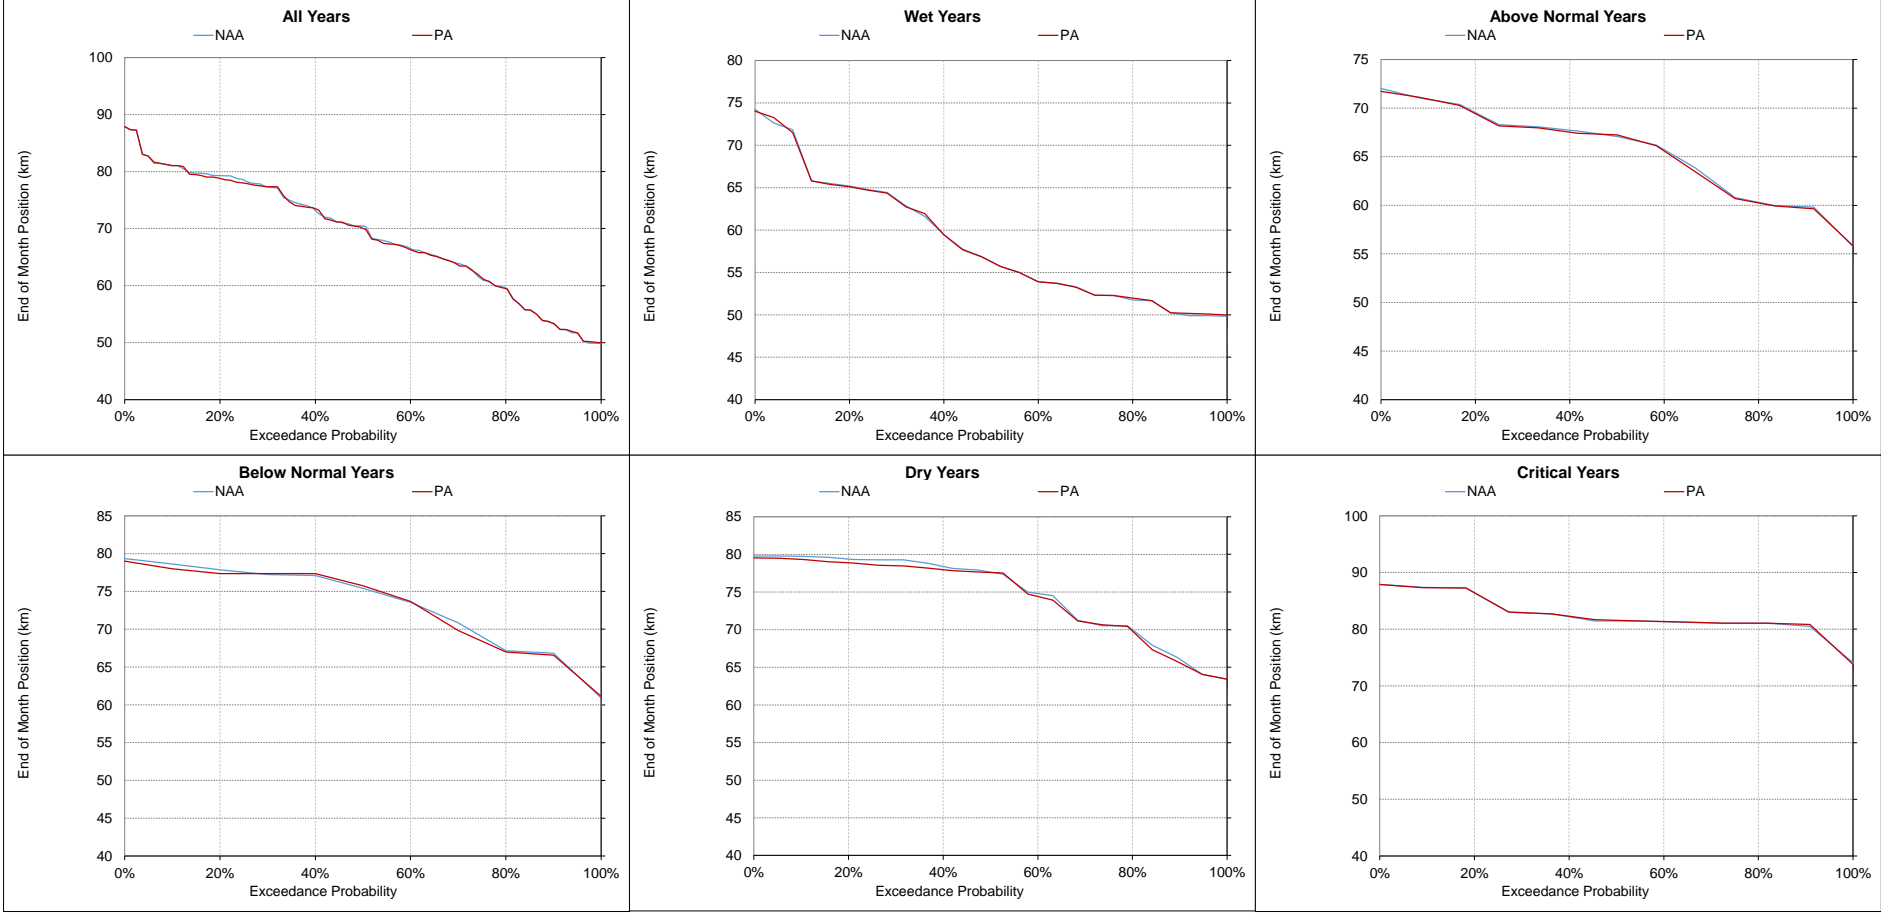 All Years
NAA PA
100
90
80
70
60
50
40
0% 20% 40% 60% 80% 100%
End of Month Position (km)
Exceedance Probability
Wet Years
NAA PA
80
75
70
65
60
55
50
45
40
0% 20% 40% 60% 80% 100%
End of Month Position (km)
Exceedance Probability
Above Normal Years
NAA PA
75
70
65
60
55
50
45
40
0% 20% 40% 60% 80% 100%
End of Month Position (km)
Exceedance Probability
Below Normal Years
NAA PA
85
80
75
70
65
60
55
50
45
40
0% 20% 40% 60% 80% 100%
End of Month Position (km)
Exceedance Probability
Dry Years
NAA PA
85
80
75
70
65
60
55
50
45
40
0% 20% 40% 60% 80% 100%
End of Month Position (km)
Exceedance Probability
Critical Years
NAA PA
100
90
80
70
60
50
40
0% 20% 40% 60% 80% 100%
End of Month Position (km)
Exceedance Probability